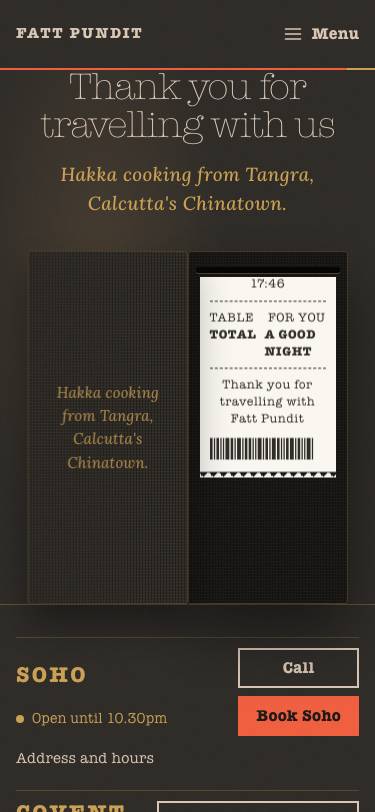 FATT PUNDIT
Menu
Thank you for
travelling with us
Hakka cooking from Tangra,
Calcutta's Chinatown.
Hakka cooking
from Tangra,
Calcutta's
Chinatown.
17:46
TABLE FOR YOU
TOTAL A GOOD
NIGHT
Thank you for
travelling with
Fatt Pundit
SOHO
Call
Open until 10.30pm
Book Soho
Address and hours
COVENT